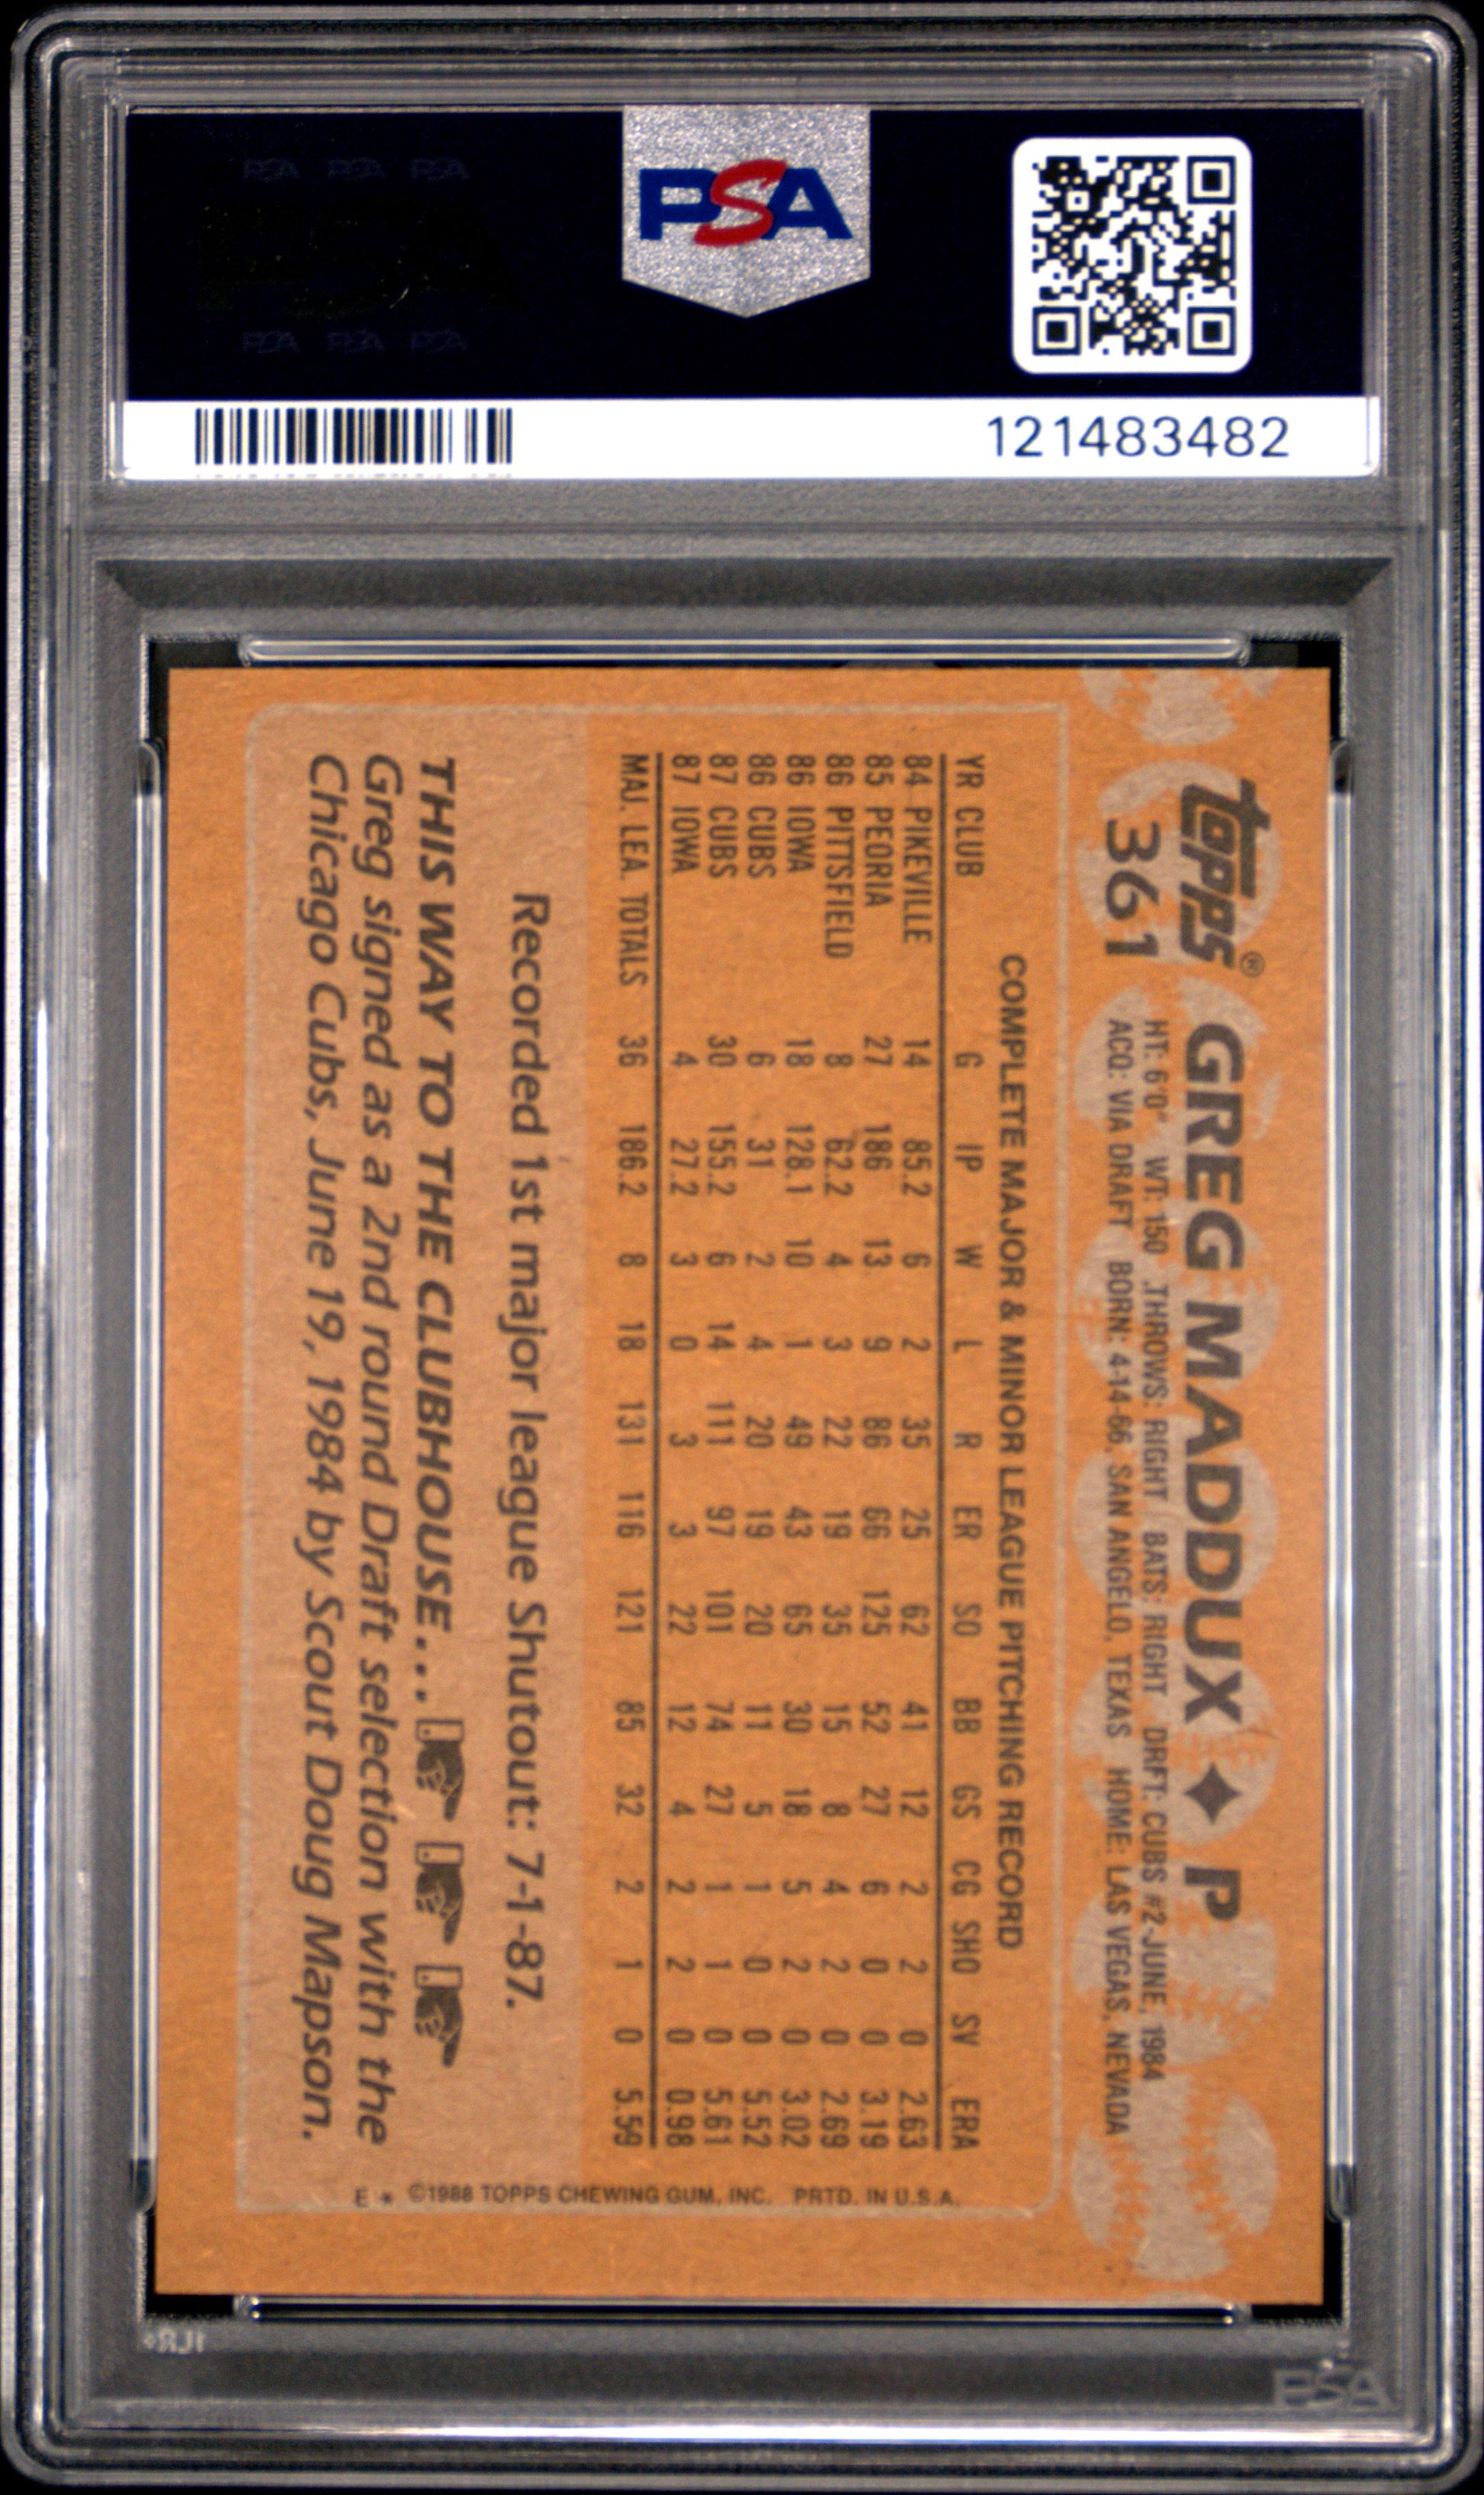 PSA PSA PSA
PSA
PSA PSA PSA
121483482
topps®
361
GREG MADDUX ✦ P
HT: 6'0" WT: 150 THROWS: RIGHT BATS: RIGHT DRFT: CUBS #2-JUNE, 1984
ACQ: VIA DRAFT BORN: 4-14-66, SAN ANGELO, TEXAS HOME: LAS VEGAS, NEVADA
COMPLETE MAJOR & MINOR LEAGUE PITCHING RECORD
YR CLUB G IP W L R ER SO BB GS CG SHO SV ERA
84 PIKEVILLE 14 85.2 6 2 35 25 62 41 12 2 2 0 2.63
85 PEORIA 27 186 13 9 86 66 125 52 27 6 0 0 3.19
86 PITTSFIELD 8 62.2 4 3 22 19 35 15 8 4 2 0 2.69
86 IOWA 18 128.1 10 1 49 43 65 30 18 5 2 0 3.02
86 CUBS 6 31 2 4 20 19 20 11 5 1 0 0 5.52
87 CUBS 30 155.2 6 14 111 97 101 74 27 1 1 0 5.61
87 IOWA 4 27.2 3 0 3 3 22 12 4 2 2 0 0.98
MAJ. LEA. TOTALS 36 186.2 8 18 131 116 121 85 32 2 1 0 5.59
Recorded 1st major league Shutout: 7-1-87.
THIS WAY TO THE CLUBHOUSE...
Greg signed as a 2nd round Draft selection with the
Chicago Cubs, June 19, 1984 by Scout Doug Mapson.
E * ©1988 TOPPS CHEWING GUM, INC. PRTD. IN U.S.A.
PSA